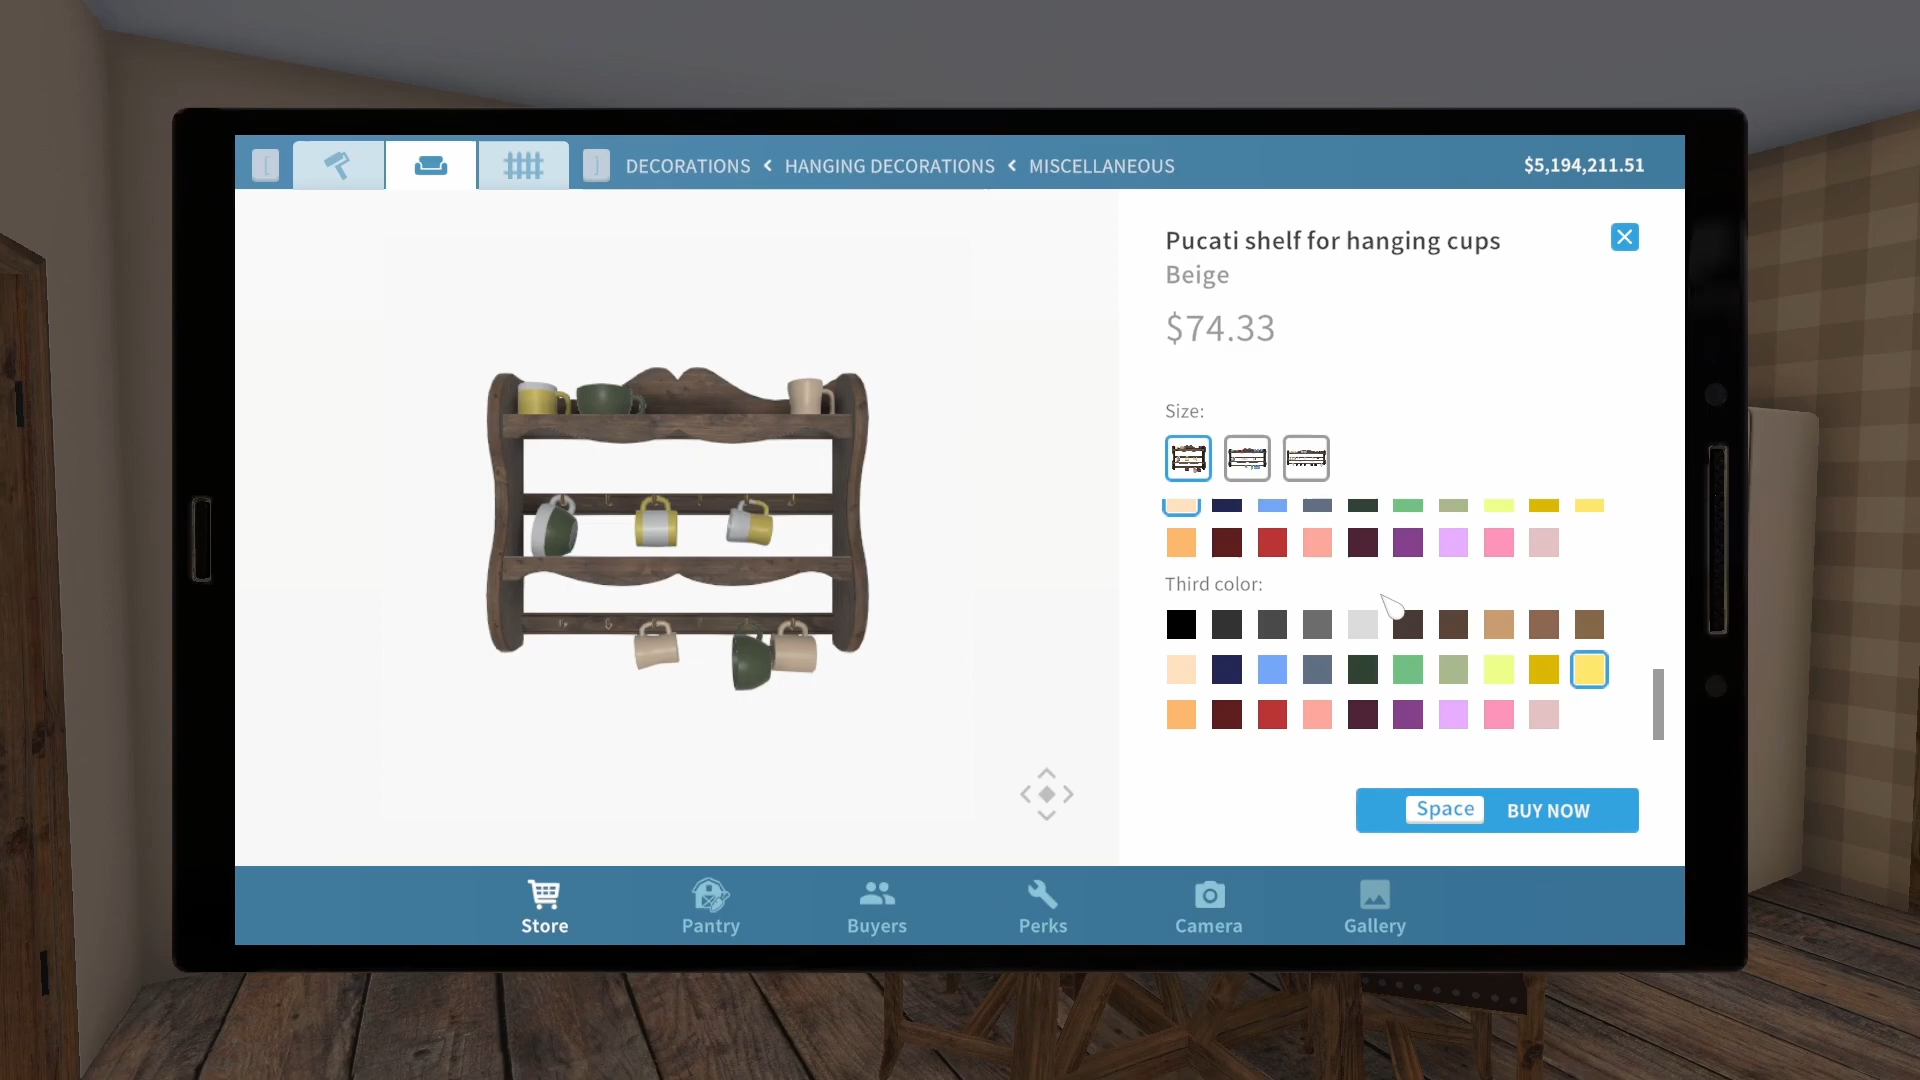 [
]
DECORATIONS < HANGING DECORATIONS < MISCELLANEOUS
$5,194,211.51
Pucati shelf for hanging cups
Beige
$74.33
Size:
Third color:
Space BUY NOW
Store
Pantry
Buyers
Perks
Camera
Gallery